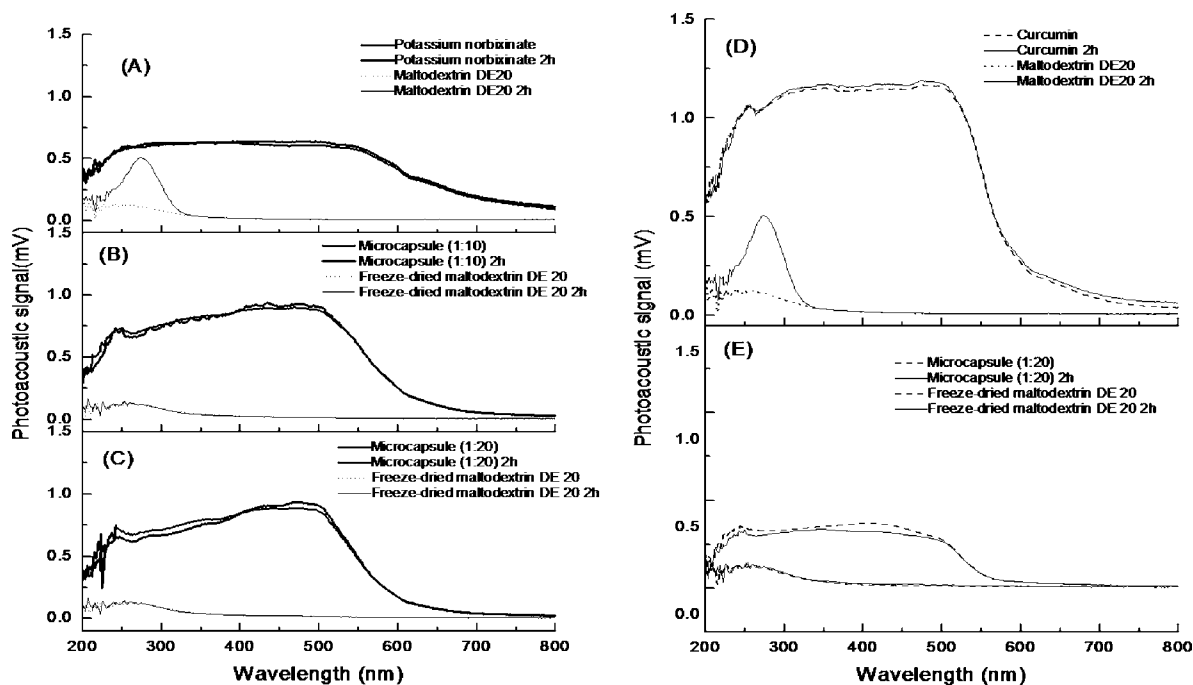 1.5
(A)
Potassium norbixinate
Potassium norbixinate 2h
Maltodextrin DE20
Maltodextrin DE20 2h
1.0
0.5
0.0
1.5
(B)
Microcapsule (1:10)
Microcapsule (1:10) 2h
Freeze-dried maltodextrin DE 20
Freeze-dried maltodextrin DE 20 2h
1.0
0.5
0.0
1.5
(C)
Microcapsule (1:20)
Microcapsule (1:20) 2h
Freeze-dried maltodextrin DE 20
Freeze-dried maltodextrin DE 20 2h
1.0
0.5
0.0
200 300 400 500 600 700 800
Wavelength (nm)
Photoacoustic signal(mV)
1.5
(D)
Curcumin
Curcumin 2h
Maltodextrin DE20
Maltodextrin DE20 2h
1.0
0.5
0.0
1.5
(E)
Microcapsule (1:20)
Microcapsule (1:20) 2h
Freeze-dried maltodextrin DE 20
Freeze-dried maltodextrin DE 20 2h
1.0
0.5
0.0
200 300 400 500 600 700 800
Wavelength (nm)
Photoacoustic signal (mV)